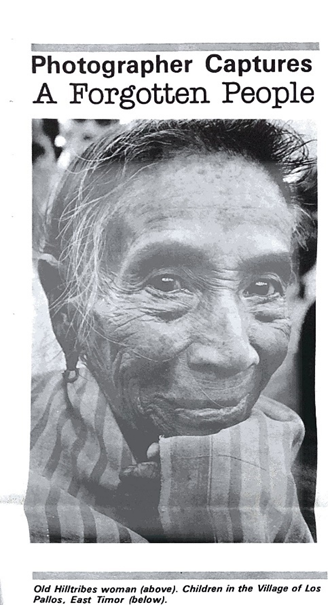 Photographer Captures
A Forgotten People
Old Hilltribes woman (above). Children in the Village of Los
Pallos, East Timor (below).